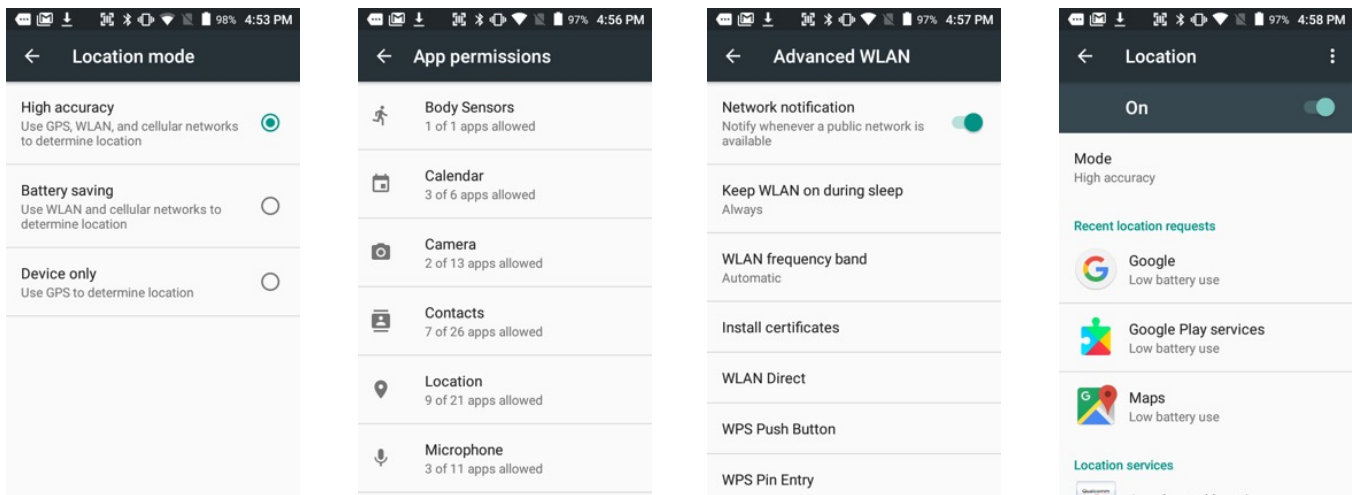 98% 4:53 PM
Location mode
High accuracy
Use GPS, WLAN, and cellular networks
to determine location
Battery saving
Use WLAN and cellular networks to
determine location
Device only
Use GPS to determine location
97% 4:56 PM
App permissions
Body Sensors
1 of 1 apps allowed
Calendar
3 of 6 apps allowed
Camera
2 of 13 apps allowed
Contacts
7 of 26 apps allowed
Location
9 of 21 apps allowed
Microphone
3 of 11 apps allowed
97% 4:57 PM
Advanced WLAN
Network notification
Notify whenever a public network is
available
Keep WLAN on during sleep
Always
WLAN frequency band
Automatic
Install certificates
WLAN Direct
WPS Push Button
WPS Pin Entry
97% 4:58 PM
Location
On
Mode
High accuracy
Recent location requests
Google
Low battery use
Google Play services
Low battery use
Maps
Low battery use
Location services